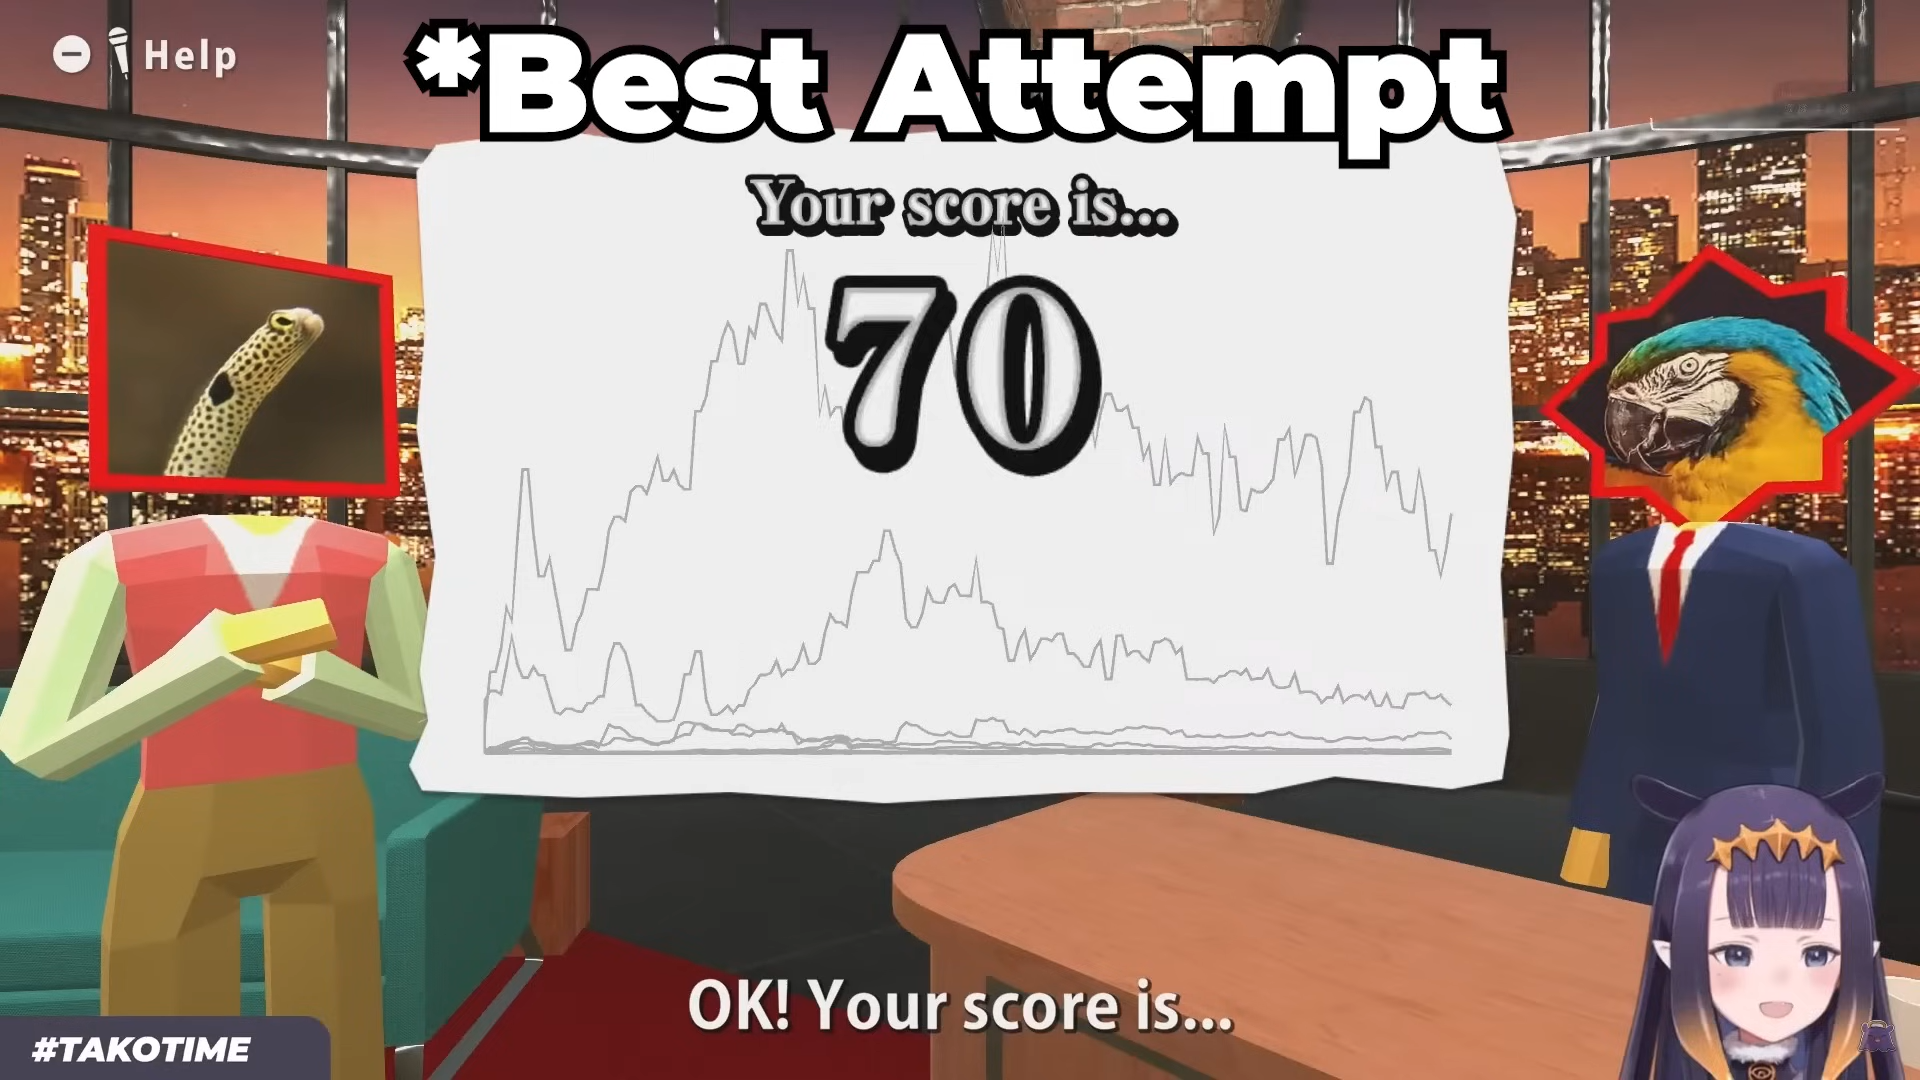 Help
*Best Attempt
Your score is...
70
OK! Your score is...
#TAKOTIME